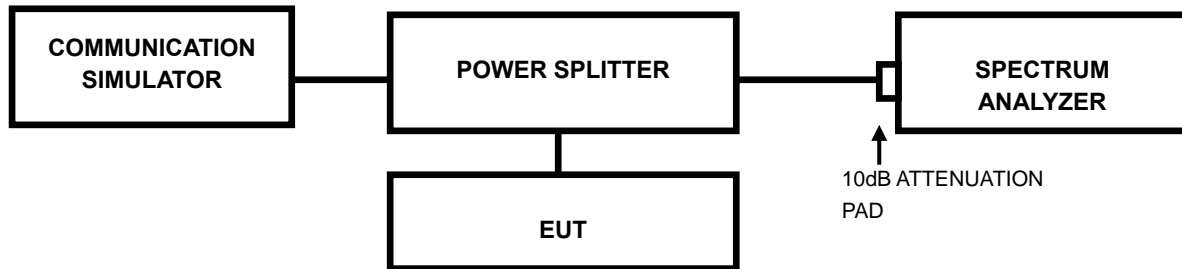 COMMUNICATION
SIMULATOR
POWER SPLITTER
SPECTRUM
ANALYZER
10dB ATTENUATION
PAD
EUT